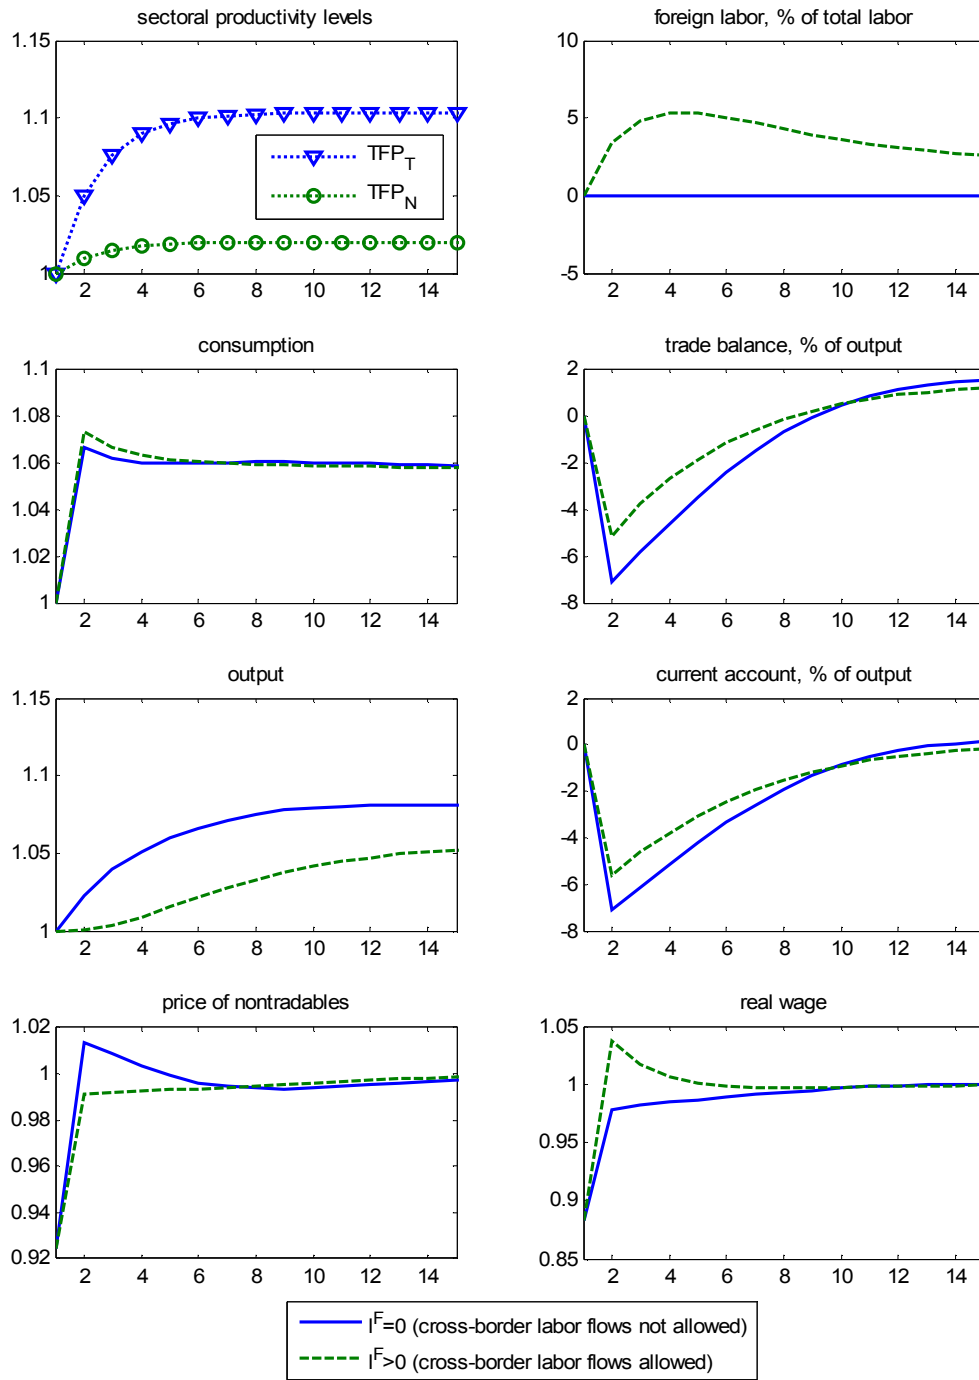 sectoral productivity levels
1.15
1.1
1.05
1
2 4 6 8 10 12 14
TFP_T
TFP_N
foreign labor, % of total labor
10
5
0
-5
2 4 6 8 10 12 14
consumption
1.1
1.08
1.06
1.04
1.02
1
2 4 6 8 10 12 14
trade balance, % of output
2
0
-2
-4
-6
-8
2 4 6 8 10 12 14
output
1.15
1.1
1.05
1
2 4 6 8 10 12 14
current account, % of output
2
0
-2
-4
-6
-8
2 4 6 8 10 12 14
price of nontradables
1.02
1
0.98
0.96
0.94
0.92
2 4 6 8 10 12 14
real wage
1.05
1
0.95
0.9
0.85
2 4 6 8 10 12 14
l^F=0 (cross-border labor flows not allowed)
l^F>0 (cross-border labor flows allowed)